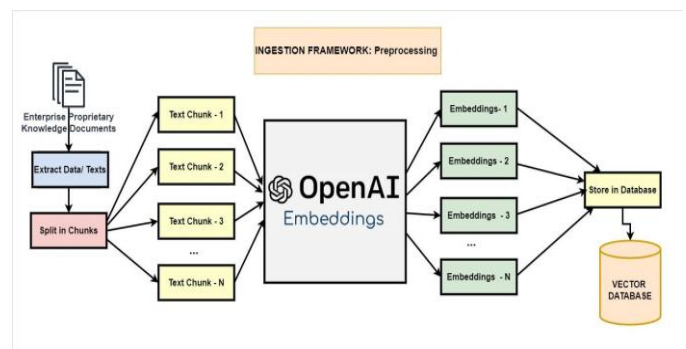 INGESTION FRAMEWORK: Preprocessing
Enterprise Proprietary
Knowledge Documents
Extract Data/ Texts
Split in Chunks
Text Chunk - 1
Text Chunk - 2
Text Chunk - 3
...
Text Chunk - N
OpenAI
Embeddings
Embeddings- 1
Embeddings - 2
Embeddings - 3
...
Embeddings - N
Store in Database
VECTOR
DATABASE